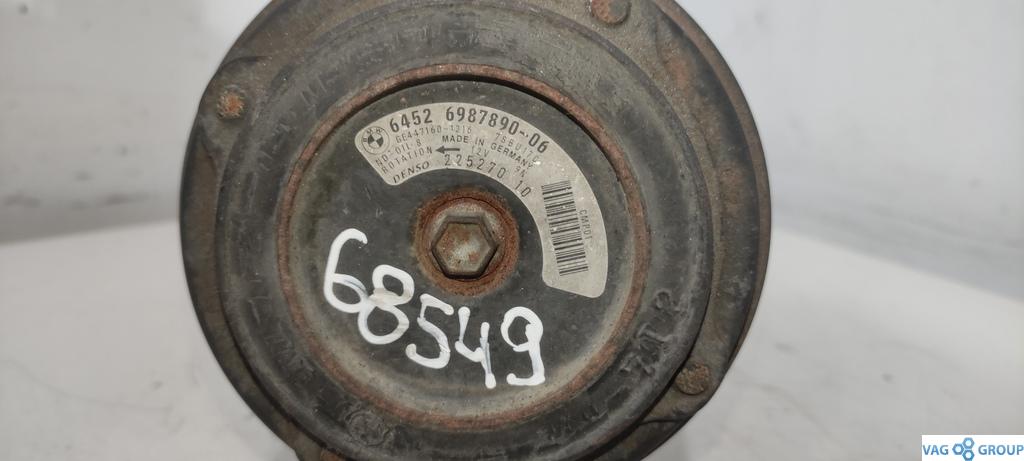 6452 6987890-06
GE447160-1216
ND-OIL 8 MADE IN GERMANY
ROTATION 12V
DENSO 225270 10
CMPD
68549
VAG GROUP